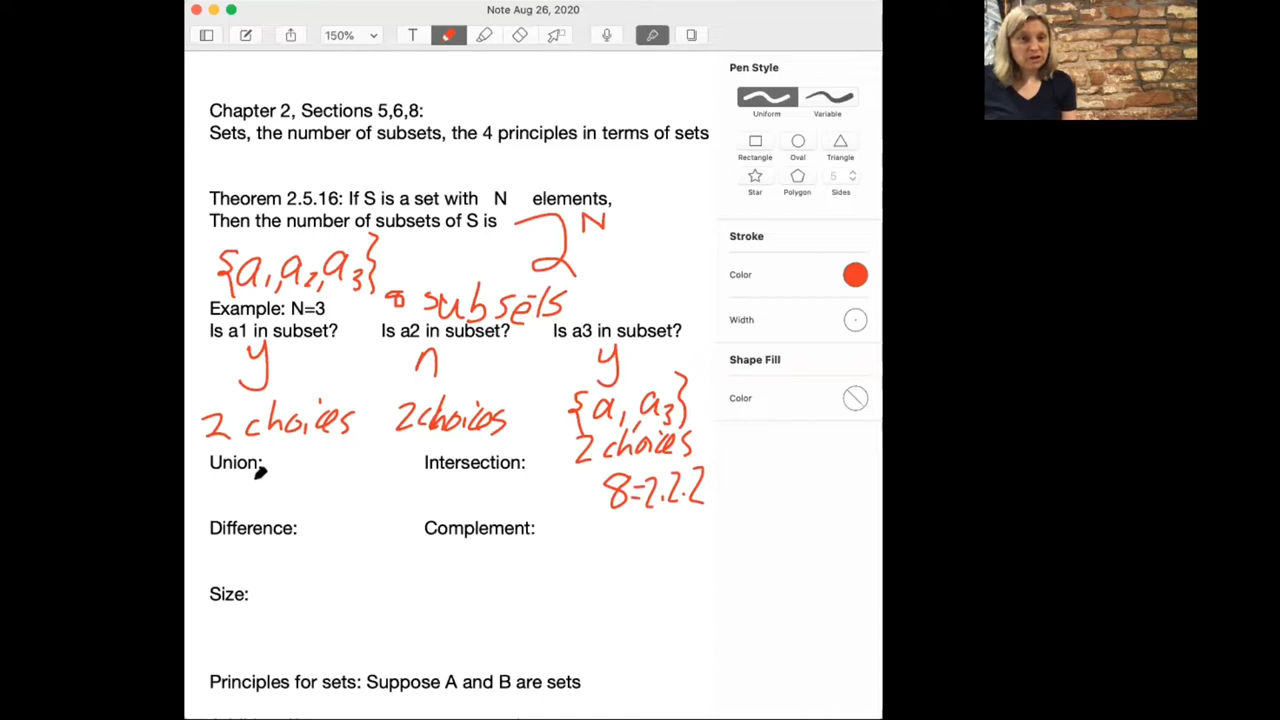 Note Aug 26, 2020
150%
T
Pen Style
Uniform
Variable
Rectangle
Oval
Triangle
Star
Polygon
5
Sides
Stroke
Color
Width
Shape Fill
Color
Chapter 2, Sections 5,6,8:
Sets, the number of subsets, the 4 principles in terms of sets
Theorem 2.5.16: If S is a set with N elements,
Then the number of subsets of S is 2^N
{a₁,a₂,a₃}
8 subsets
Example: N=3
Is a1 in subset? Is a2 in subset? Is a3 in subset?
y n y
{a₁,a₃}
2 choices 2 choices 2 choices
8=2.2.2
Union: Intersection:
Difference: Complement:
Size:
Principles for sets: Suppose A and B are sets